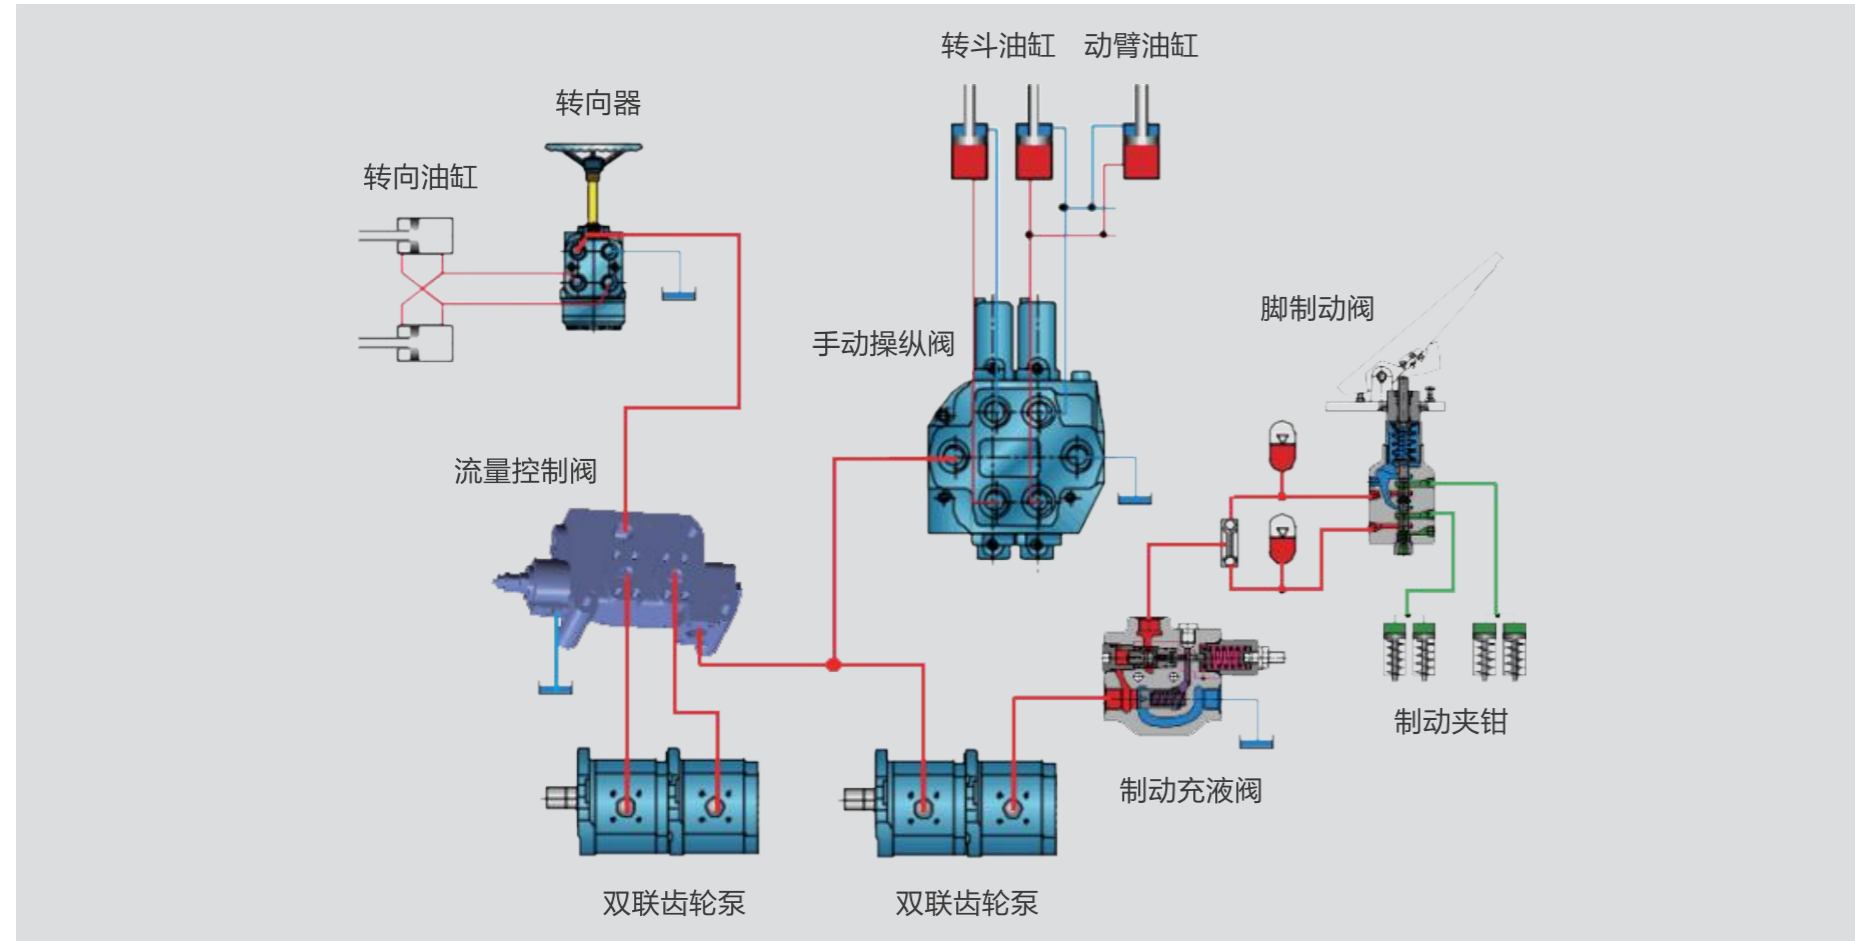 转斗油缸
动臂油缸
转向器
转向油缸
手动操纵阀
脚制动阀
流量控制阀
制动夹钳
制动充液阀
双联齿轮泵
双联齿轮泵